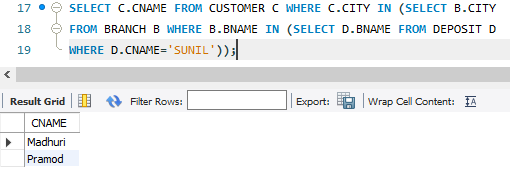 17 SELECT C.CNAME FROM CUSTOMER C WHERE C.CITY IN (SELECT B.CITY
18 FROM BRANCH B WHERE B.BNAME IN (SELECT D.BNAME FROM DEPOSIT D
19 WHERE D.CNAME='SUNIL'));
Result Grid Filter Rows: Export: Wrap Cell Content: IA
CNAME
Madhuri
Pramod